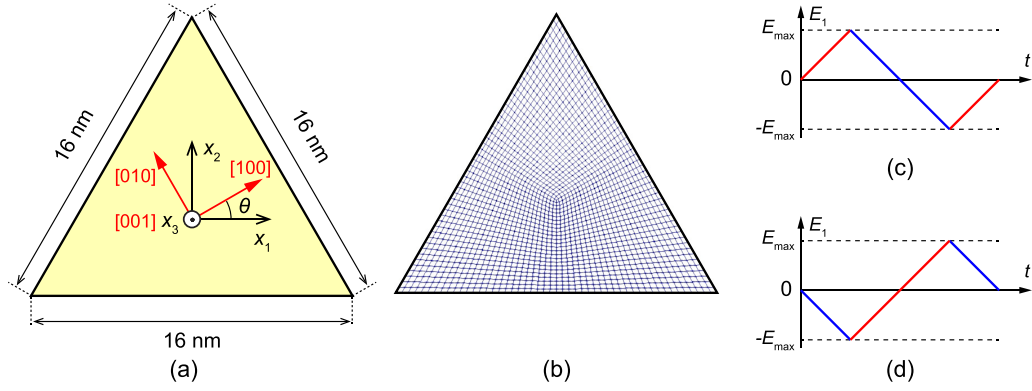 16 nm
16 nm
x₂
[010]
[100]
θ
[001]
x₃
x₁
16 nm
(a)
(b)
E₁
Eₘₐₓ
t
0
-Eₘₐₓ
(c)
E₁
Eₘₐₓ
t
0
-Eₘₐₓ
(d)